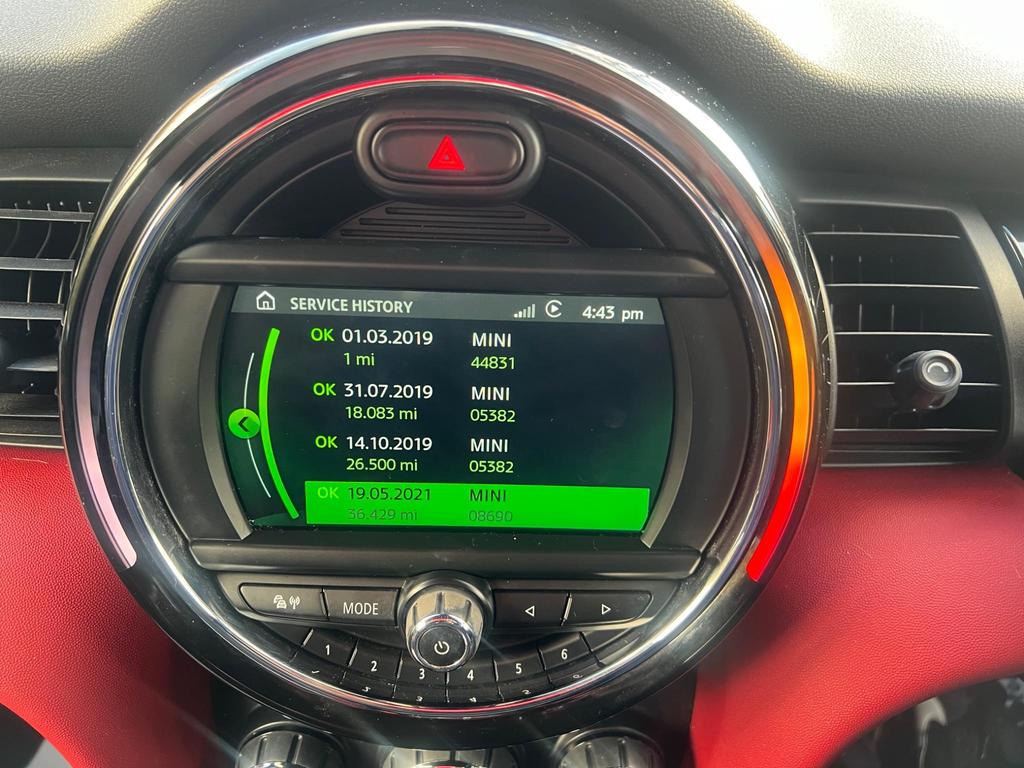 SERVICE HISTORY 4:43 pm
OK 01.03.2019 MINI
1 mi 44831
OK 31.07.2019 MINI
18.083 mi 05382
OK 14.10.2019 MINI
26.500 mi 05382
OK 19.05.2021 MINI
36.429 mi 08690
MODE
1 2 3 4 5 6